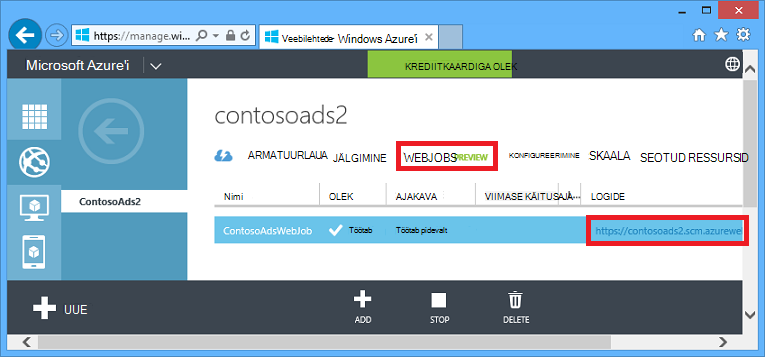 https://manage.wi...
Veebilehtede Windows Azure'i
Microsoft Azure'i
KREDIITKAARDIGA OLEK
contosoads2
ARMATUURLAUA JÄLGIMINE WEBJOBS PREVIEW KONFIGUREERIMINE SKAALA SEOTUD RESSURSID
ContosoAds2
Nimi OLEK AJAKAVA VIIMASE KÄITUSAJA... LOGIDE
ContosoAdsWebJob Töötab Töötab pidevalt https://contosoads2.scm.azurewe
UUE ADD STOP DELETE